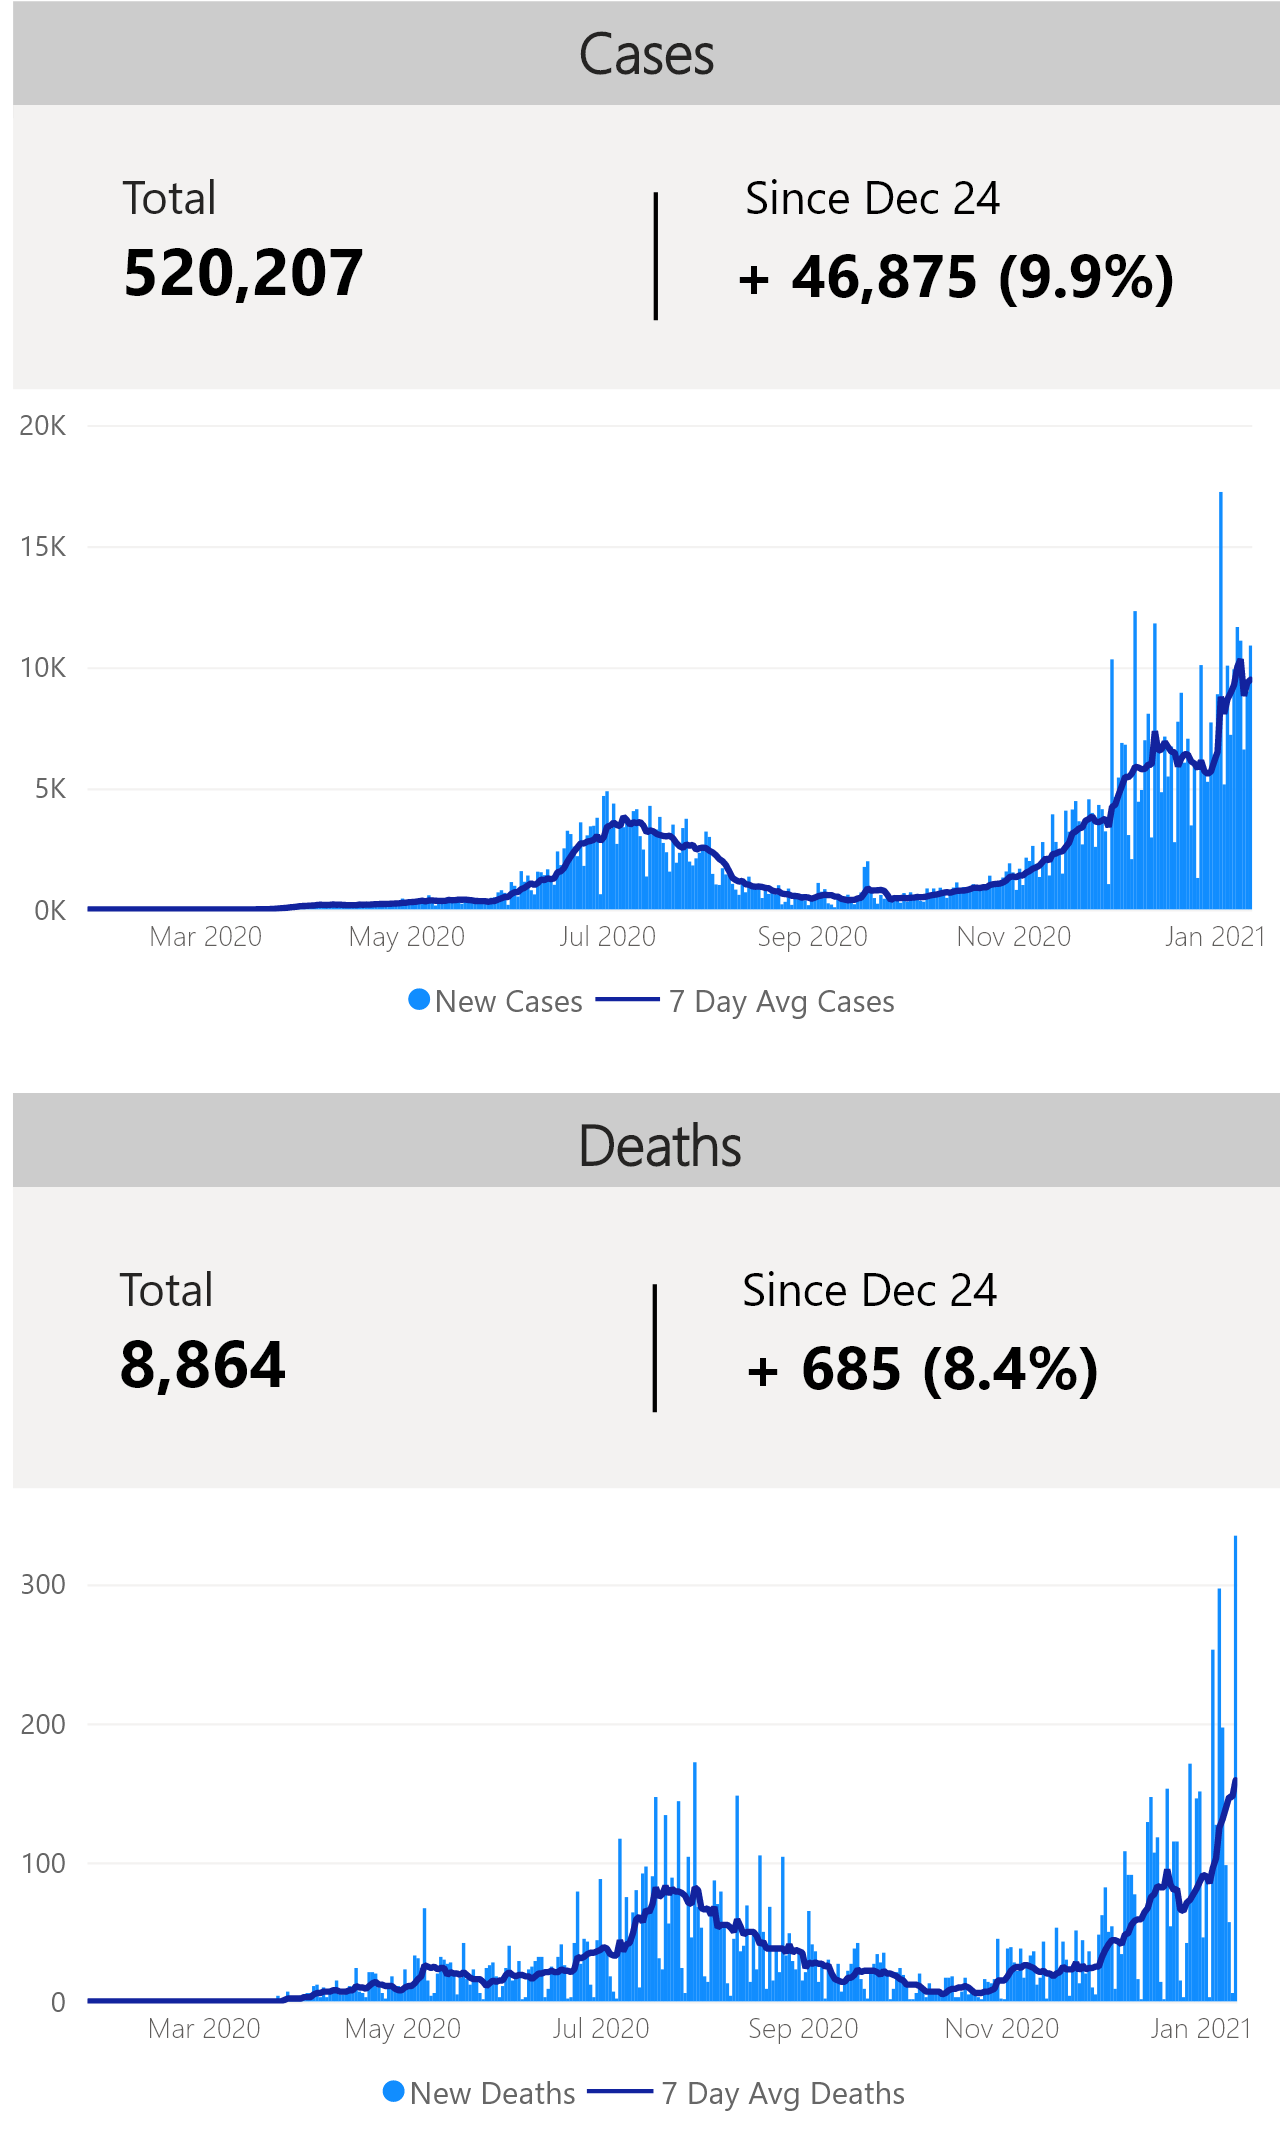 Cases
Total
Since Dec 24
520,207
+ 46,875 (9.9%)
20K
15K
10K
5K
0K
Mar 2020
May 2020
Jul 2020
Sep 2020
Nov 2020
Jan 2021
New Cases
7 Day Avg Cases
Deaths
Total
Since Dec 24
8,864
+ 685 (8.4%)
300
200
100
0
Mar 2020
May 2020
Jul 2020
Sep 2020
Nov 2020
Jan 2021
New Deaths
7 Day Avg Deaths